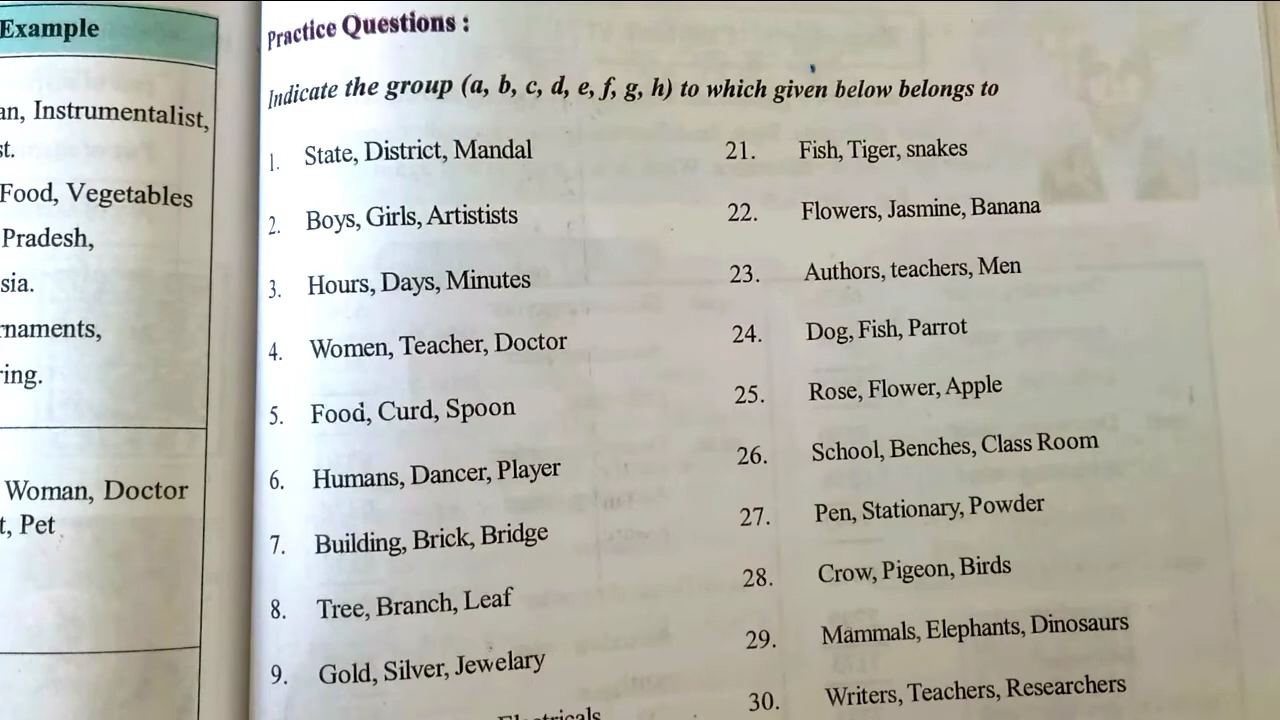 Example
an, Instrumentalist,
st.
Food, Vegetables
Pradesh,
sia.
rnaments,
ring.
Woman, Doctor
t, Pet
Practice Questions :
Indicate the group (a, b, c, d, e, f, g, h) to which given below belongs to
1. State, District, Mandal
2. Boys, Girls, Artistists
3. Hours, Days, Minutes
4. Women, Teacher, Doctor
5. Food, Curd, Spoon
6. Humans, Dancer, Player
7. Building, Brick, Bridge
8. Tree, Branch, Leaf
9. Gold, Silver, Jewelary
Electricals
21. Fish, Tiger, snakes
22. Flowers, Jasmine, Banana
23. Authors, teachers, Men
24. Dog, Fish, Parrot
25. Rose, Flower, Apple
26. School, Benches, Class Room
27. Pen, Stationary, Powder
28. Crow, Pigeon, Birds
29. Mammals, Elephants, Dinosaurs
30. Writers, Teachers, Researchers